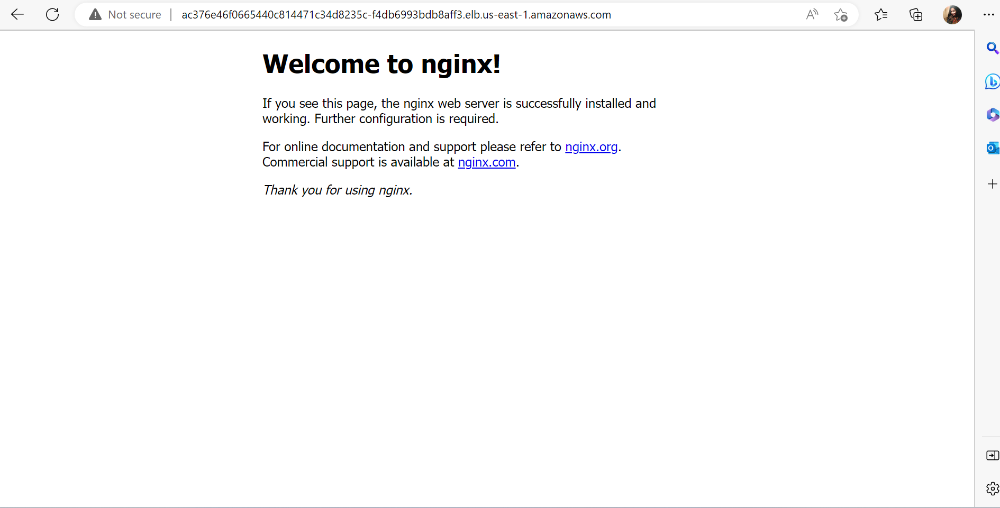 Not secure ac376e46f0665440c814471c34d8235c-f4db6993bdb8aff3.elb.us-east-1.amazonaws.com
Welcome to nginx!
If you see this page, the nginx web server is successfully installed and
working. Further configuration is required.
For online documentation and support please refer to nginx.org.
Commercial support is available at nginx.com.
Thank you for using nginx.